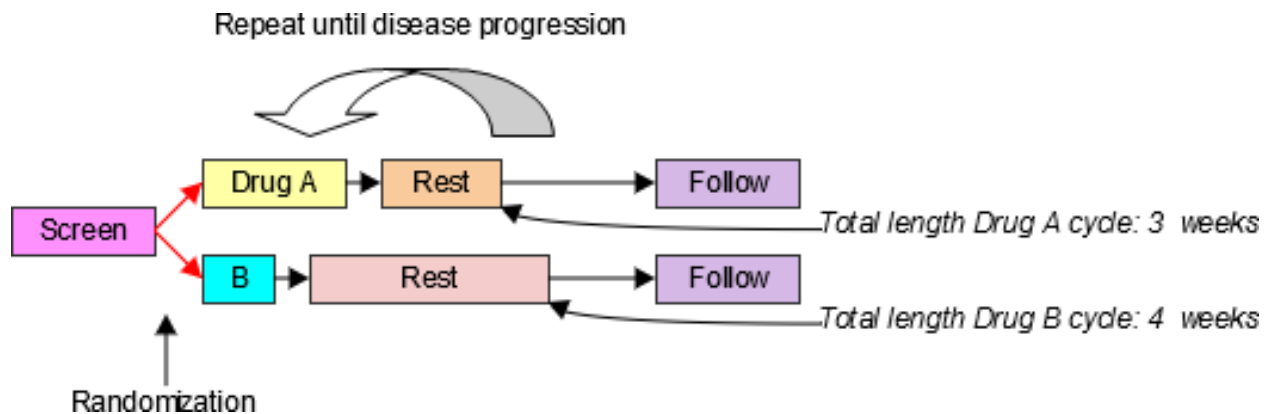 Repeat until disease progression
Drug A
Rest
Follow
Screen
Total length Drug A cycle: 3 weeks
B
Rest
Follow
Total length Drug B cycle: 4 weeks
Randomization